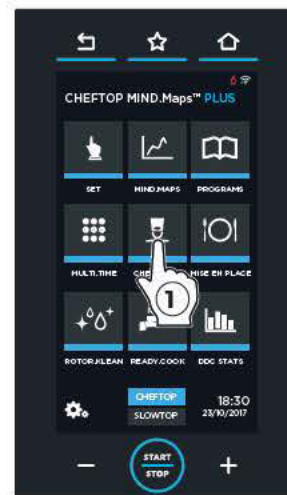 6
CHEFTOP MIND.Maps™ PLUS
SET MIND.MAPS PROGRAMS
MULTI.TIME MISE EN PLACE
1
ROTOR.KLEAN READY.COOK DDC STATS
CHEFTOP 18:30
SLOWTOP 23/10/2017
START
STOP